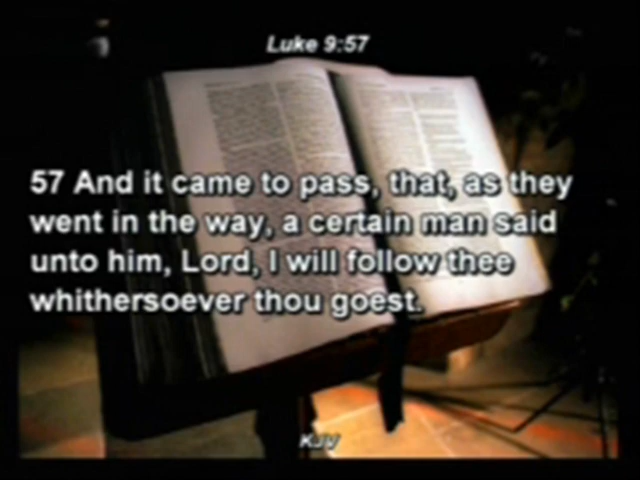 Luke 9:57
57 And it came to pass, that, as they
went in the way, a certain man said
unto him, Lord, I will follow thee
whithersoever thou goest.
KJV